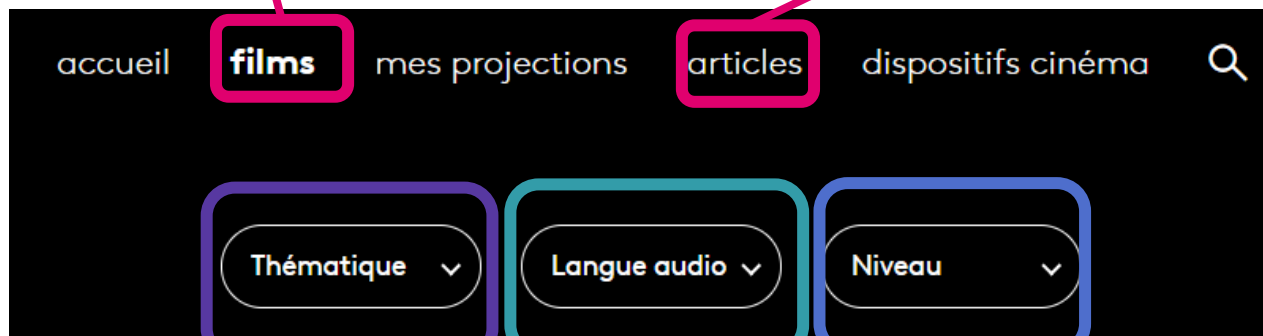 accueil films mes projections articles dispositifs cinéma
Thématique Langue audio Niveau